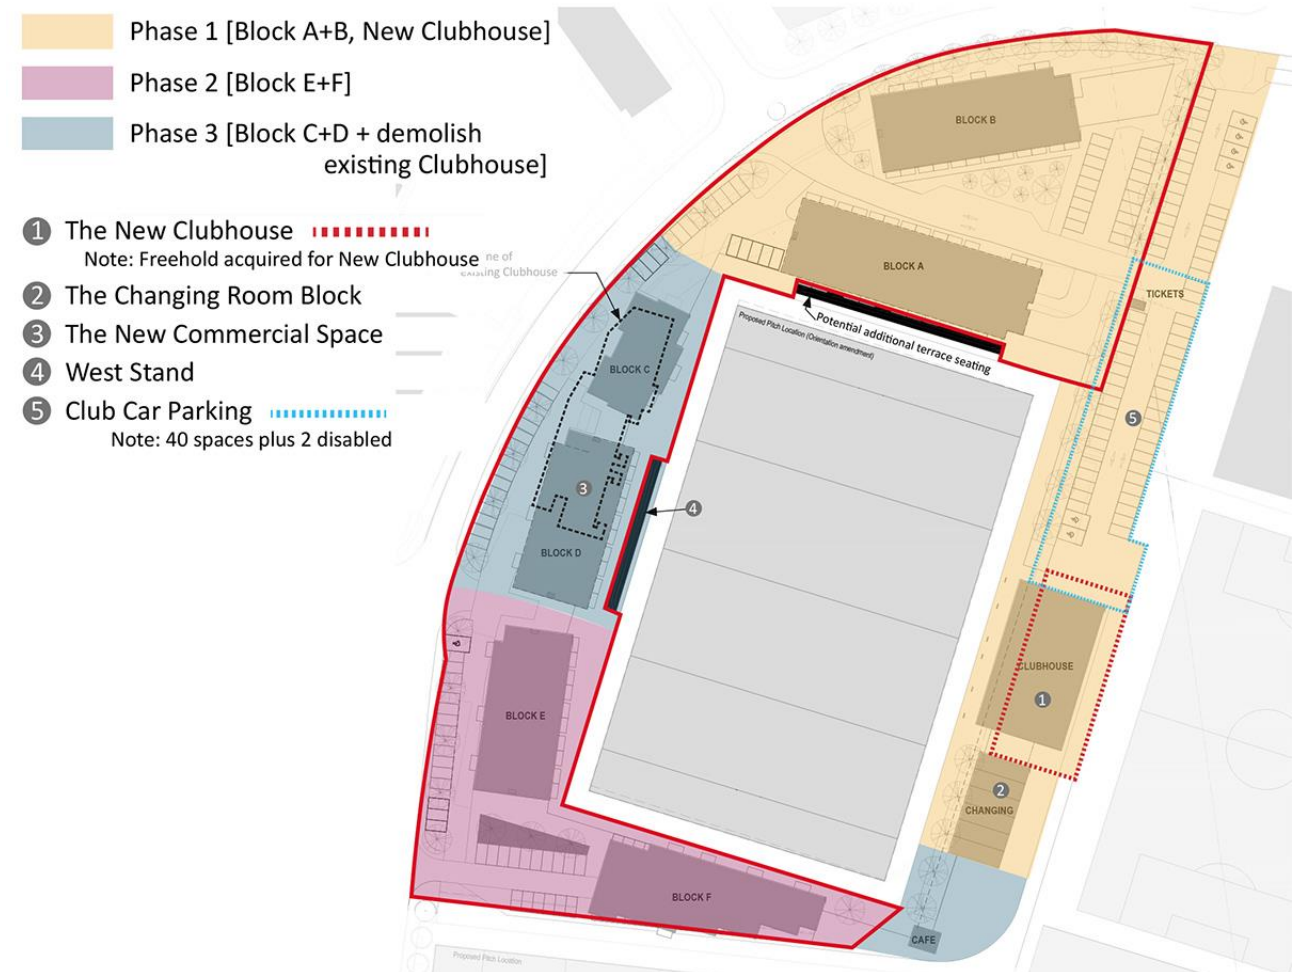 Phase 1 [Block A+B, New Clubhouse]
Phase 2 [Block E+F]
Phase 3 [Block C+D + demolish
existing Clubhouse]
1 The New Clubhouse
Note: Freehold acquired for New Clubhouse
2 The Changing Room Block
3 The New Commercial Space
4 West Stand
5 Club Car Parking
Note: 40 spaces plus 2 disabled
existing Clubhouse
BLOCK B
BLOCK A
TICKETS
Potential additional terrace seating
Proposed Pitch Location (Orientation amendment)
BLOCK C
5
3
4
BLOCK D
CLUBHOUSE
1
BLOCK E
2
CHANGING
BLOCK F
CAFE
Proposed Pitch Location